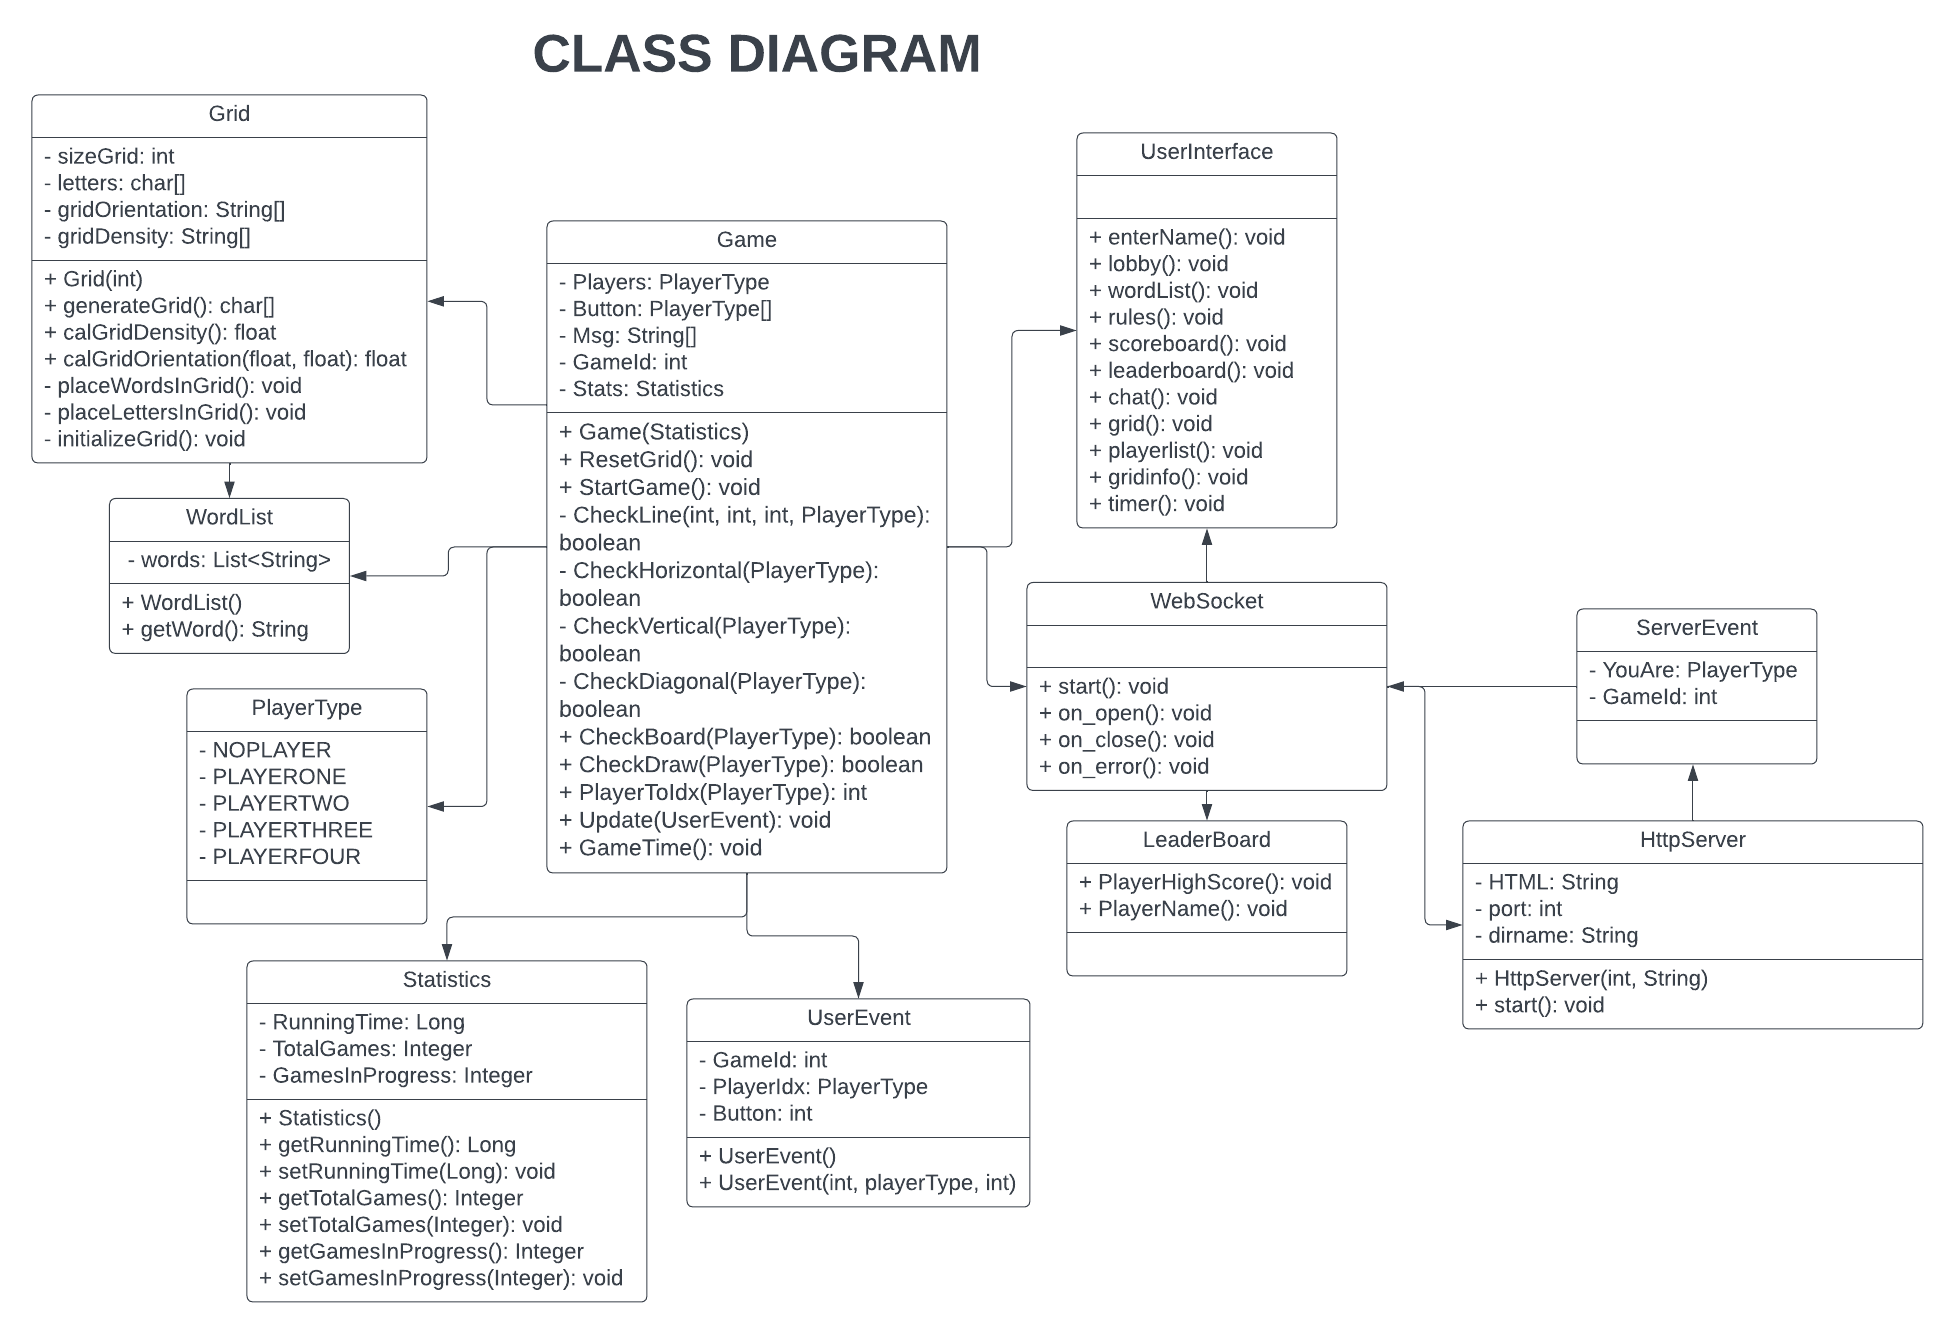 CLASS DIAGRAM
Grid
- sizeGrid: int
- letters: char[]
- gridOrientation: String[]
- gridDensity: String[]
+ Grid(int)
+ generateGrid(): char[]
+ calGridDensity(): float
+ calGridOrientation(float, float): float
- placeWordsInGrid(): void
- placeLettersInGrid(): void
- initializeGrid(): void
WordList
- words: List<String>
+ WordList()
+ getWord(): String
PlayerType
- NOPLAYER
- PLAYERONE
- PLAYERTWO
- PLAYERTHREE
- PLAYERFOUR
Game
- Players: PlayerType
- Button: PlayerType[]
- Msg: String[]
- GameId: int
- Stats: Statistics
+ Game(Statistics)
+ ResetGrid(): void
+ StartGame(): void
- CheckLine(int, int, int, PlayerType):
boolean
- CheckHorizontal(PlayerType):
boolean
- CheckVertical(PlayerType):
boolean
- CheckDiagonal(PlayerType):
boolean
+ CheckBoard(PlayerType): boolean
+ CheckDraw(PlayerType): boolean
+ PlayerToIdx(PlayerType): int
+ Update(UserEvent): void
+ GameTime(): void
Statistics
- RunningTime: Long
- TotalGames: Integer
- GamesInProgress: Integer
+ Statistics()
+ getRunningTime(): Long
+ setRunningTime(Long): void
+ getTotalGames(): Integer
+ setTotalGames(Integer): void
+ getGamesInProgress(): Integer
+ setGamesInProgress(Integer): void
UserEvent
- GameId: int
- PlayerIdx: PlayerType
- Button: int
+ UserEvent()
+ UserEvent(int, playerType, int)
UserInterface
+ enterName(): void
+ lobby(): void
+ wordList(): void
+ rules(): void
+ scoreboard(): void
+ leaderboard(): void
+ chat(): void
+ grid(): void
+ playerlist(): void
+ gridinfo(): void
+ timer(): void
WebSocket
+ start(): void
+ on_open(): void
+ on_close(): void
+ on_error(): void
LeaderBoard
+ PlayerHighScore(): void
+ PlayerName(): void
ServerEvent
- YouAre: PlayerType
- GameId: int
HttpServer
- HTML: String
- port: int
- dirname: String
+ HttpServer(int, String)
+ start(): void